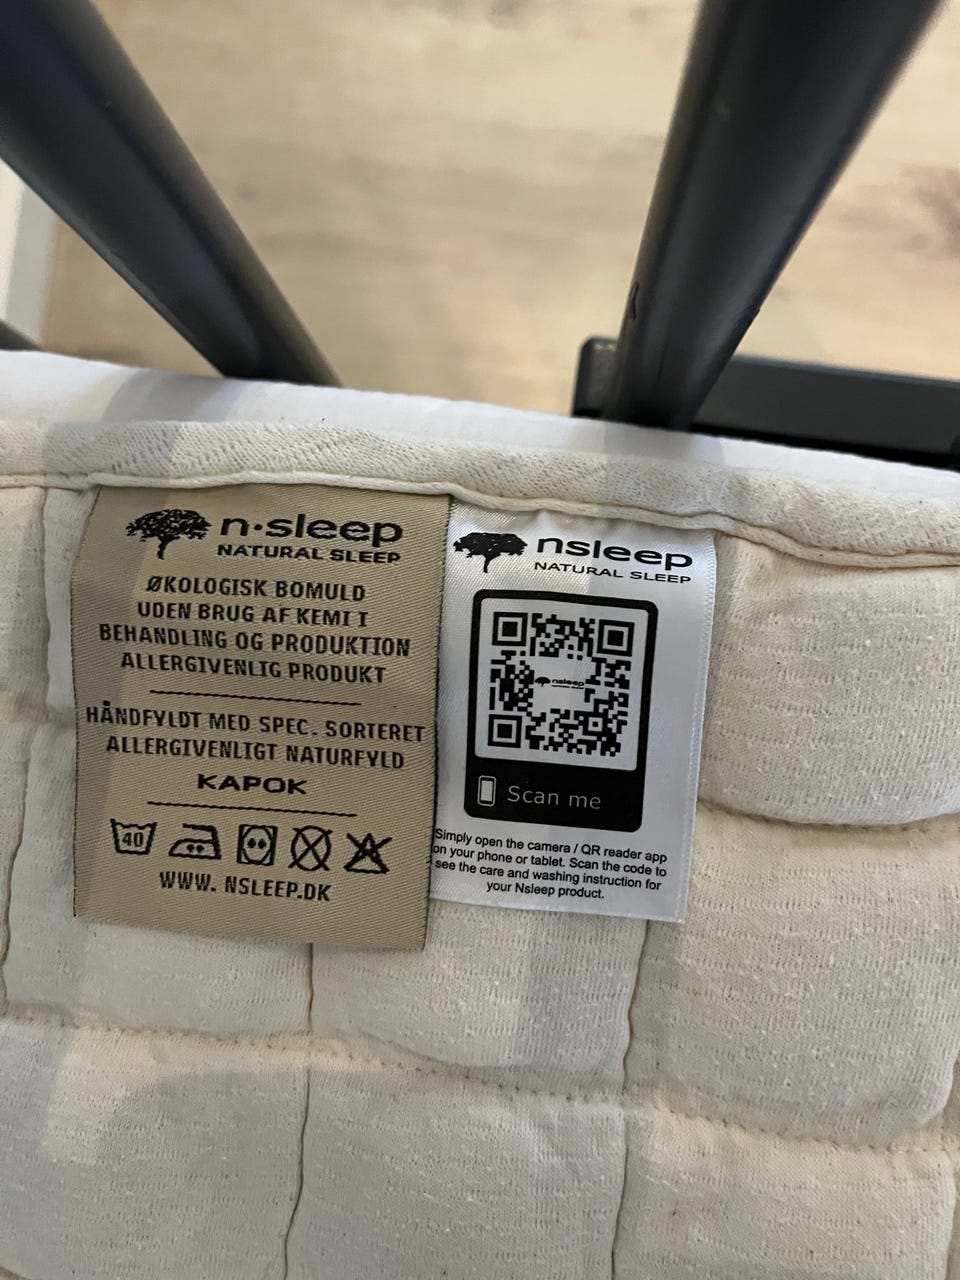 n·sleep
NATURAL SLEEP
ØKOLOGISK BOMULD
UDEN BRUG AF KEMI I
BEHANDLING OG PRODUKTION
ALLERGIVENLIG PRODUKT
HÅNDFYLDT MED SPEC. SORTERET
ALLERGIVENLIGT NATURFYLD
KAPOK
40
WWW. NSLEEP.DK
nsleep
NATURAL SLEEP
nsleep
Scan me
Simply open the camera / QR reader app
on your phone or tablet. Scan the code to
see the care and washing instruction for
your Nsleep product.